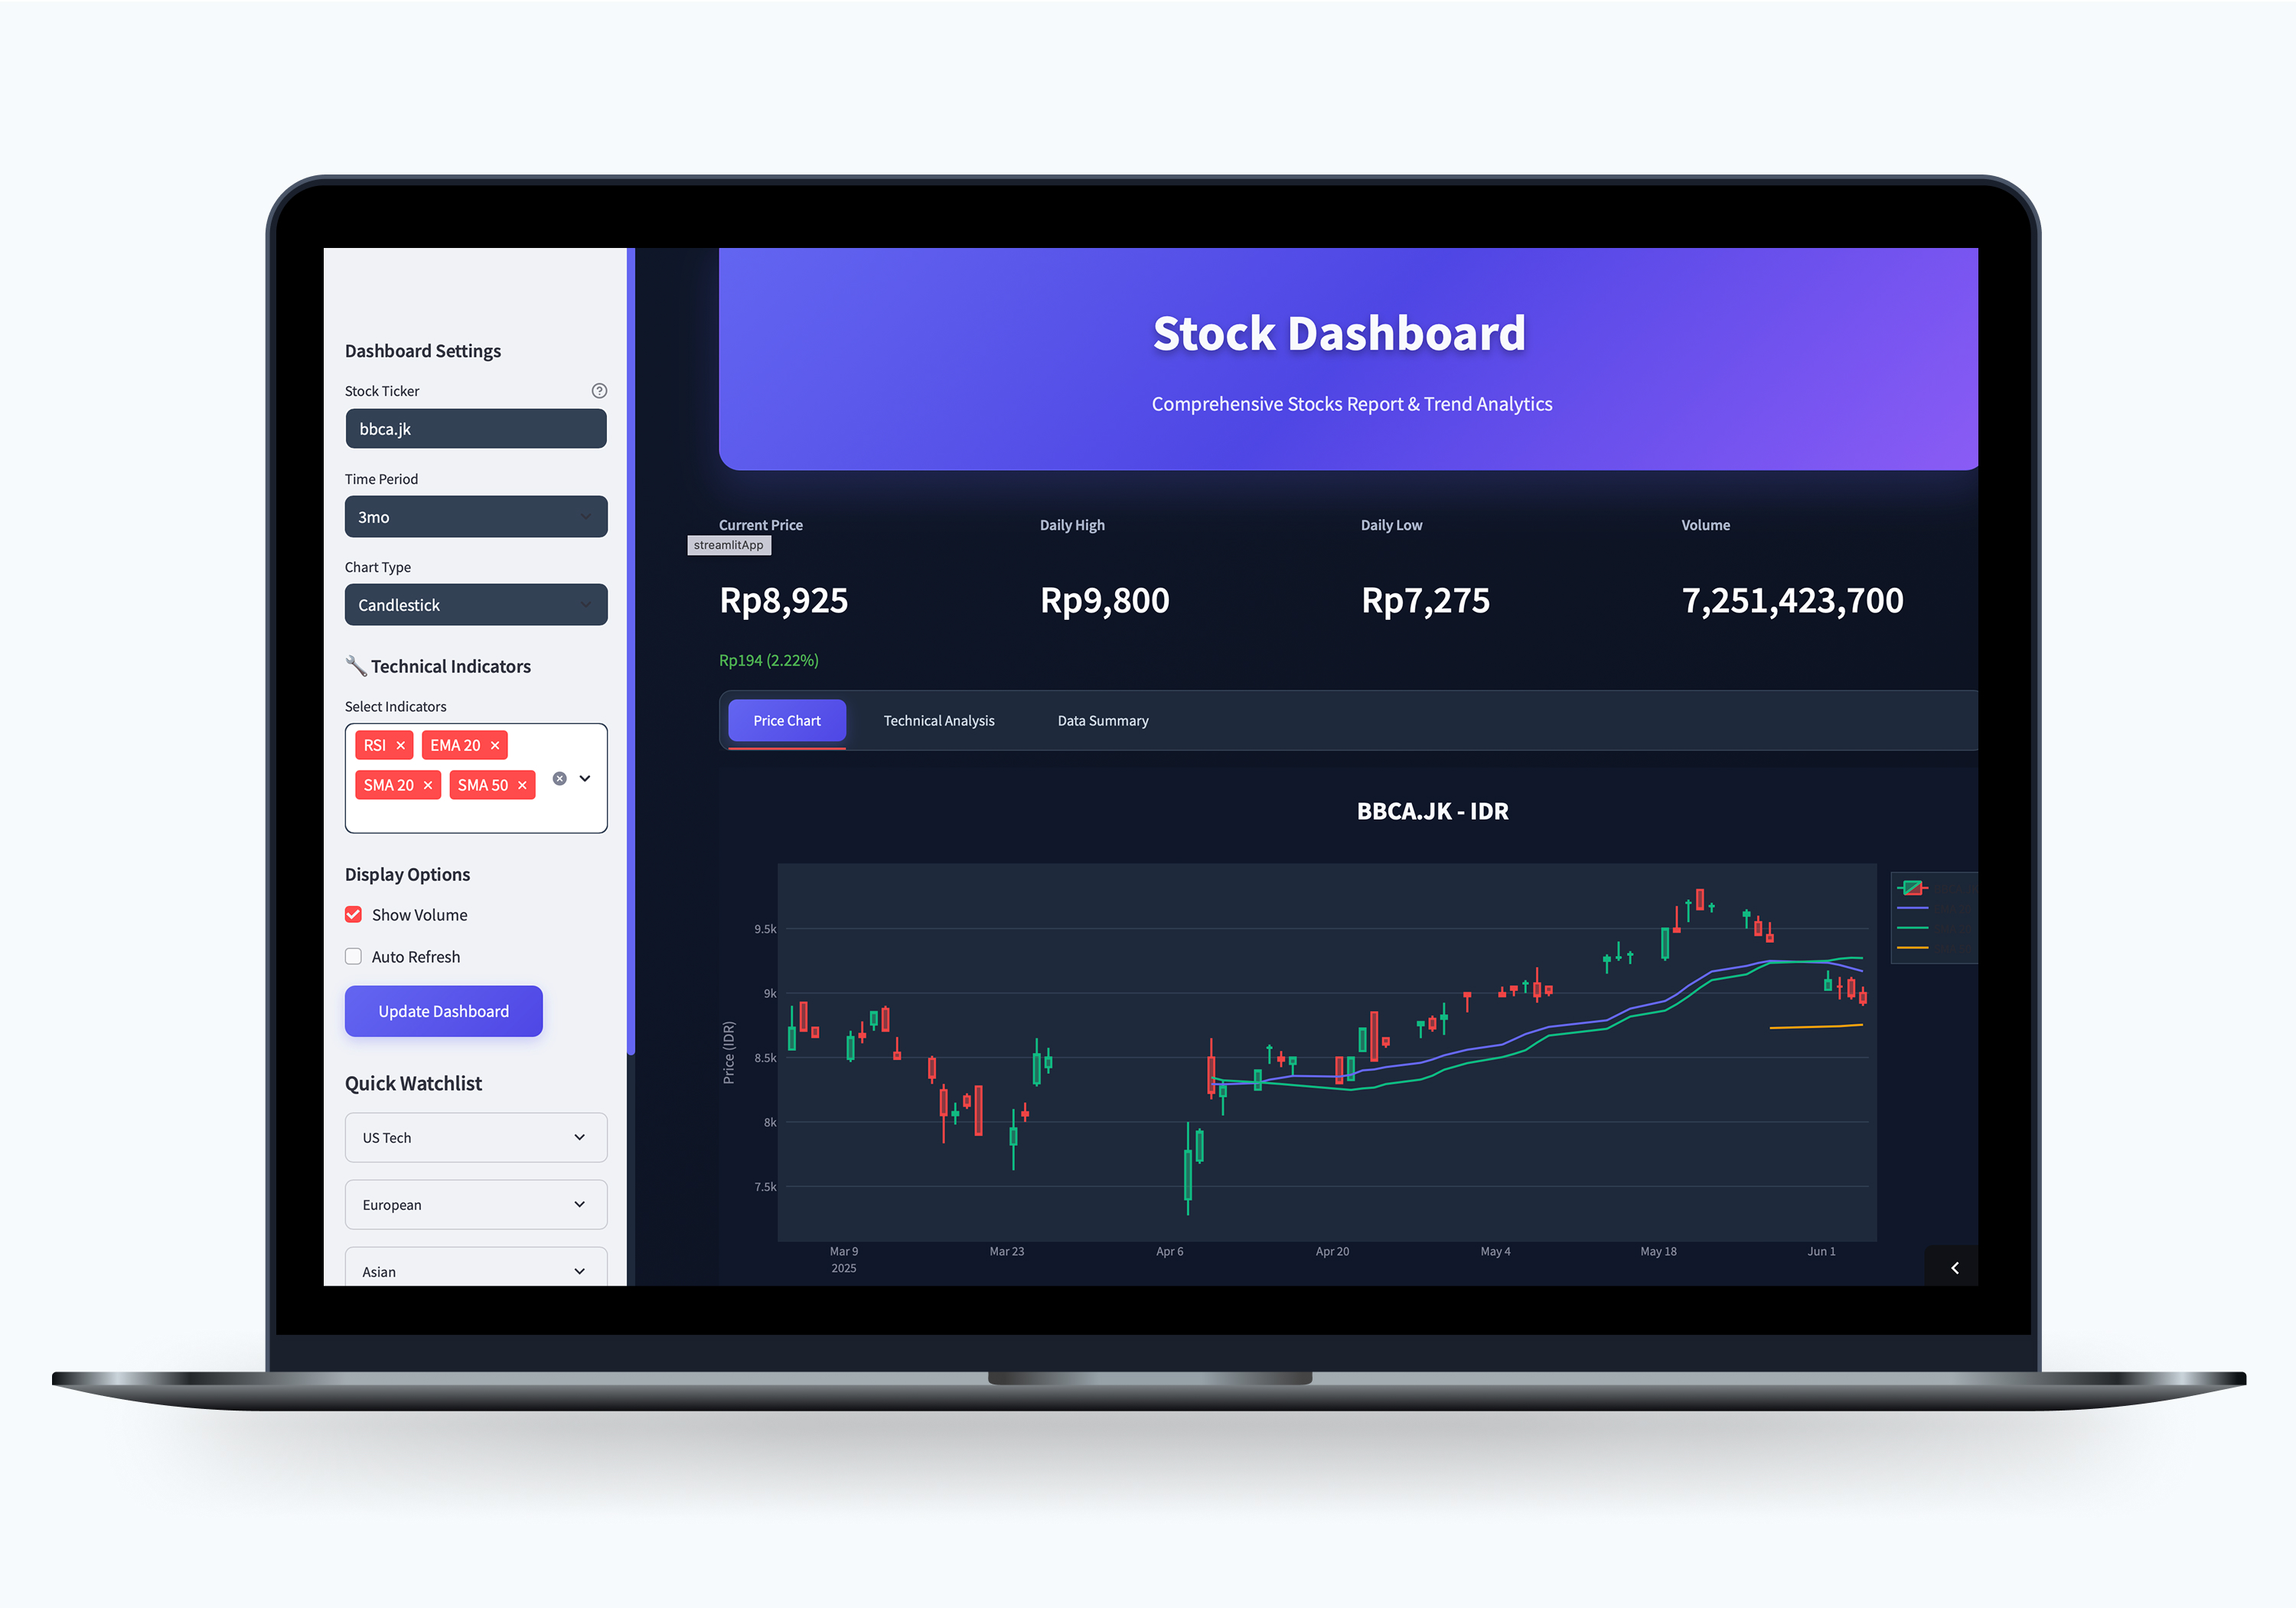 Dashboard Settings
Stock Ticker
bbca.jk
Time Period
3mo
Chart Type
Candlestick
🔧 Technical Indicators
Select Indicators
RSI × EMA 20 ×
SMA 20 × SMA 50 ×
Display Options
Show Volume
Auto Refresh
Update Dashboard
Quick Watchlist
US Tech
European
Asian
Stock Dashboard
Comprehensive Stocks Report & Trend Analytics
Current Price
streamlitApp
Rp8,925
Rp194 (2.22%)
Daily High
Rp9,800
Daily Low
Rp7,275
Volume
7,251,423,700
Price Chart Technical Analysis Data Summary
BBCA.JK - IDR
Price (IDR)
9.5k
9k
8.5k
8k
7.5k
Mar 9 Mar 23 Apr 6 Apr 20 May 4 May 18 Jun 1
2025